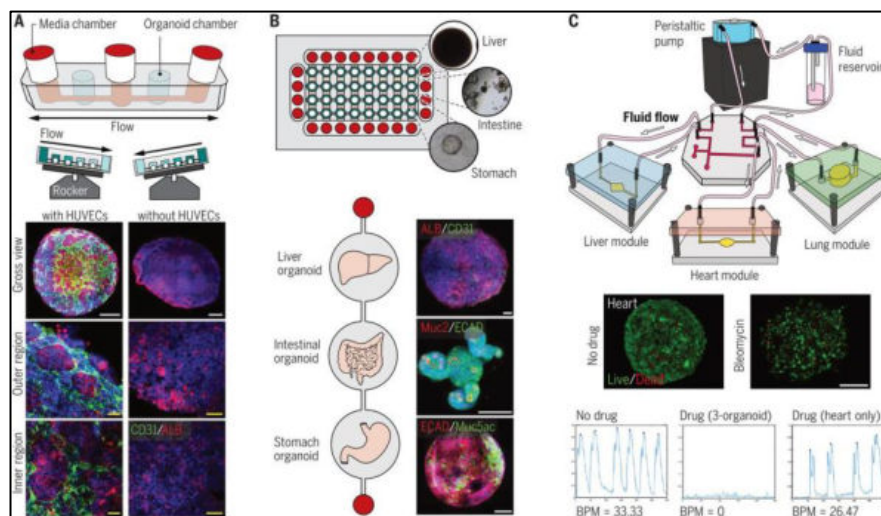 A
Media chamber
Organoid chamber
Flow
Flow
Rocker
with HUVECs
without HUVECs
Gross view
Outer region
Inner region
CD31/ALB
B
Liver
Intestine
Stomach
Liver organoid
Intestinal organoid
Stomach organoid
ALB/CD31
Muc2/ECAD
ECAD/Muc5ac
C
Peristaltic
pump
Fluid
reservoir
Fluid flow
Liver module
Heart module
Lung module
No drug
Heart
Live/Dead
Bleomycin
No drug
Drug (3-organoid)
Drug (heart only)
BPM = 33.33
BPM = 0
BPM = 26.47